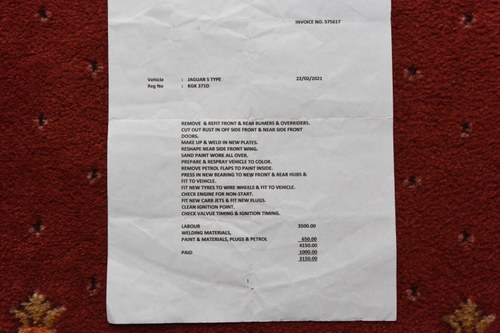 INVOICE NO. 575617
Vehicle : JAGUAR S TYPE 22/02/2021
Reg No : KGK 371D
REMOVE & REFIT FRONT & REAR BUMERS & OVERRIDERS.
CUT OUT RUST IN OFF SIDE FRONT & NEAR SIDE FRONT
DOORS.
MAKE UP & WELD IN NEW PLATES.
RESHAPE NEAR SIDE FRONT WING.
SAND PAINT WORK ALL OVER.
PREPARE & RESPRAY VEHICLE TO COLOR.
REMOVE PETROL FLAPS TO PAINT INSIDE.
PRESS IN NEW BEARING TO NEW FRONT & REAR HUBS &
FIT TO VEHICLE.
FIT NEW TYRES TO WIRE WHEELS & FIT TO VEHICLE.
CHECK ENGINE FOR NON-START.
FIT NEW CARB JETS & FIT NEW PLUGS.
CLEAN IGNITION POINT.
CHECK VALVUE TIMING & IGNITION TIMING.
LABOUR 3500.00
WELDING MATERIALS,
PAINT & MATERIALS, PLUGS & PETROL 650.00
4150.00
PAID 1000.00
3150.00